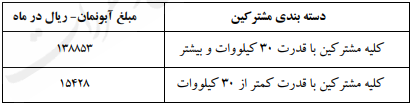 دسته بندی مشترکین
مبلغ آبونمان- ریال در ماه
کلیه مشترکین با قدرت ۳۰ کیلووات و بیشتر
۱۳۸۸۵۳
کلیه مشترکین با قدرت کمتر از ۳۰ کیلووات
۱۵۴۲۸